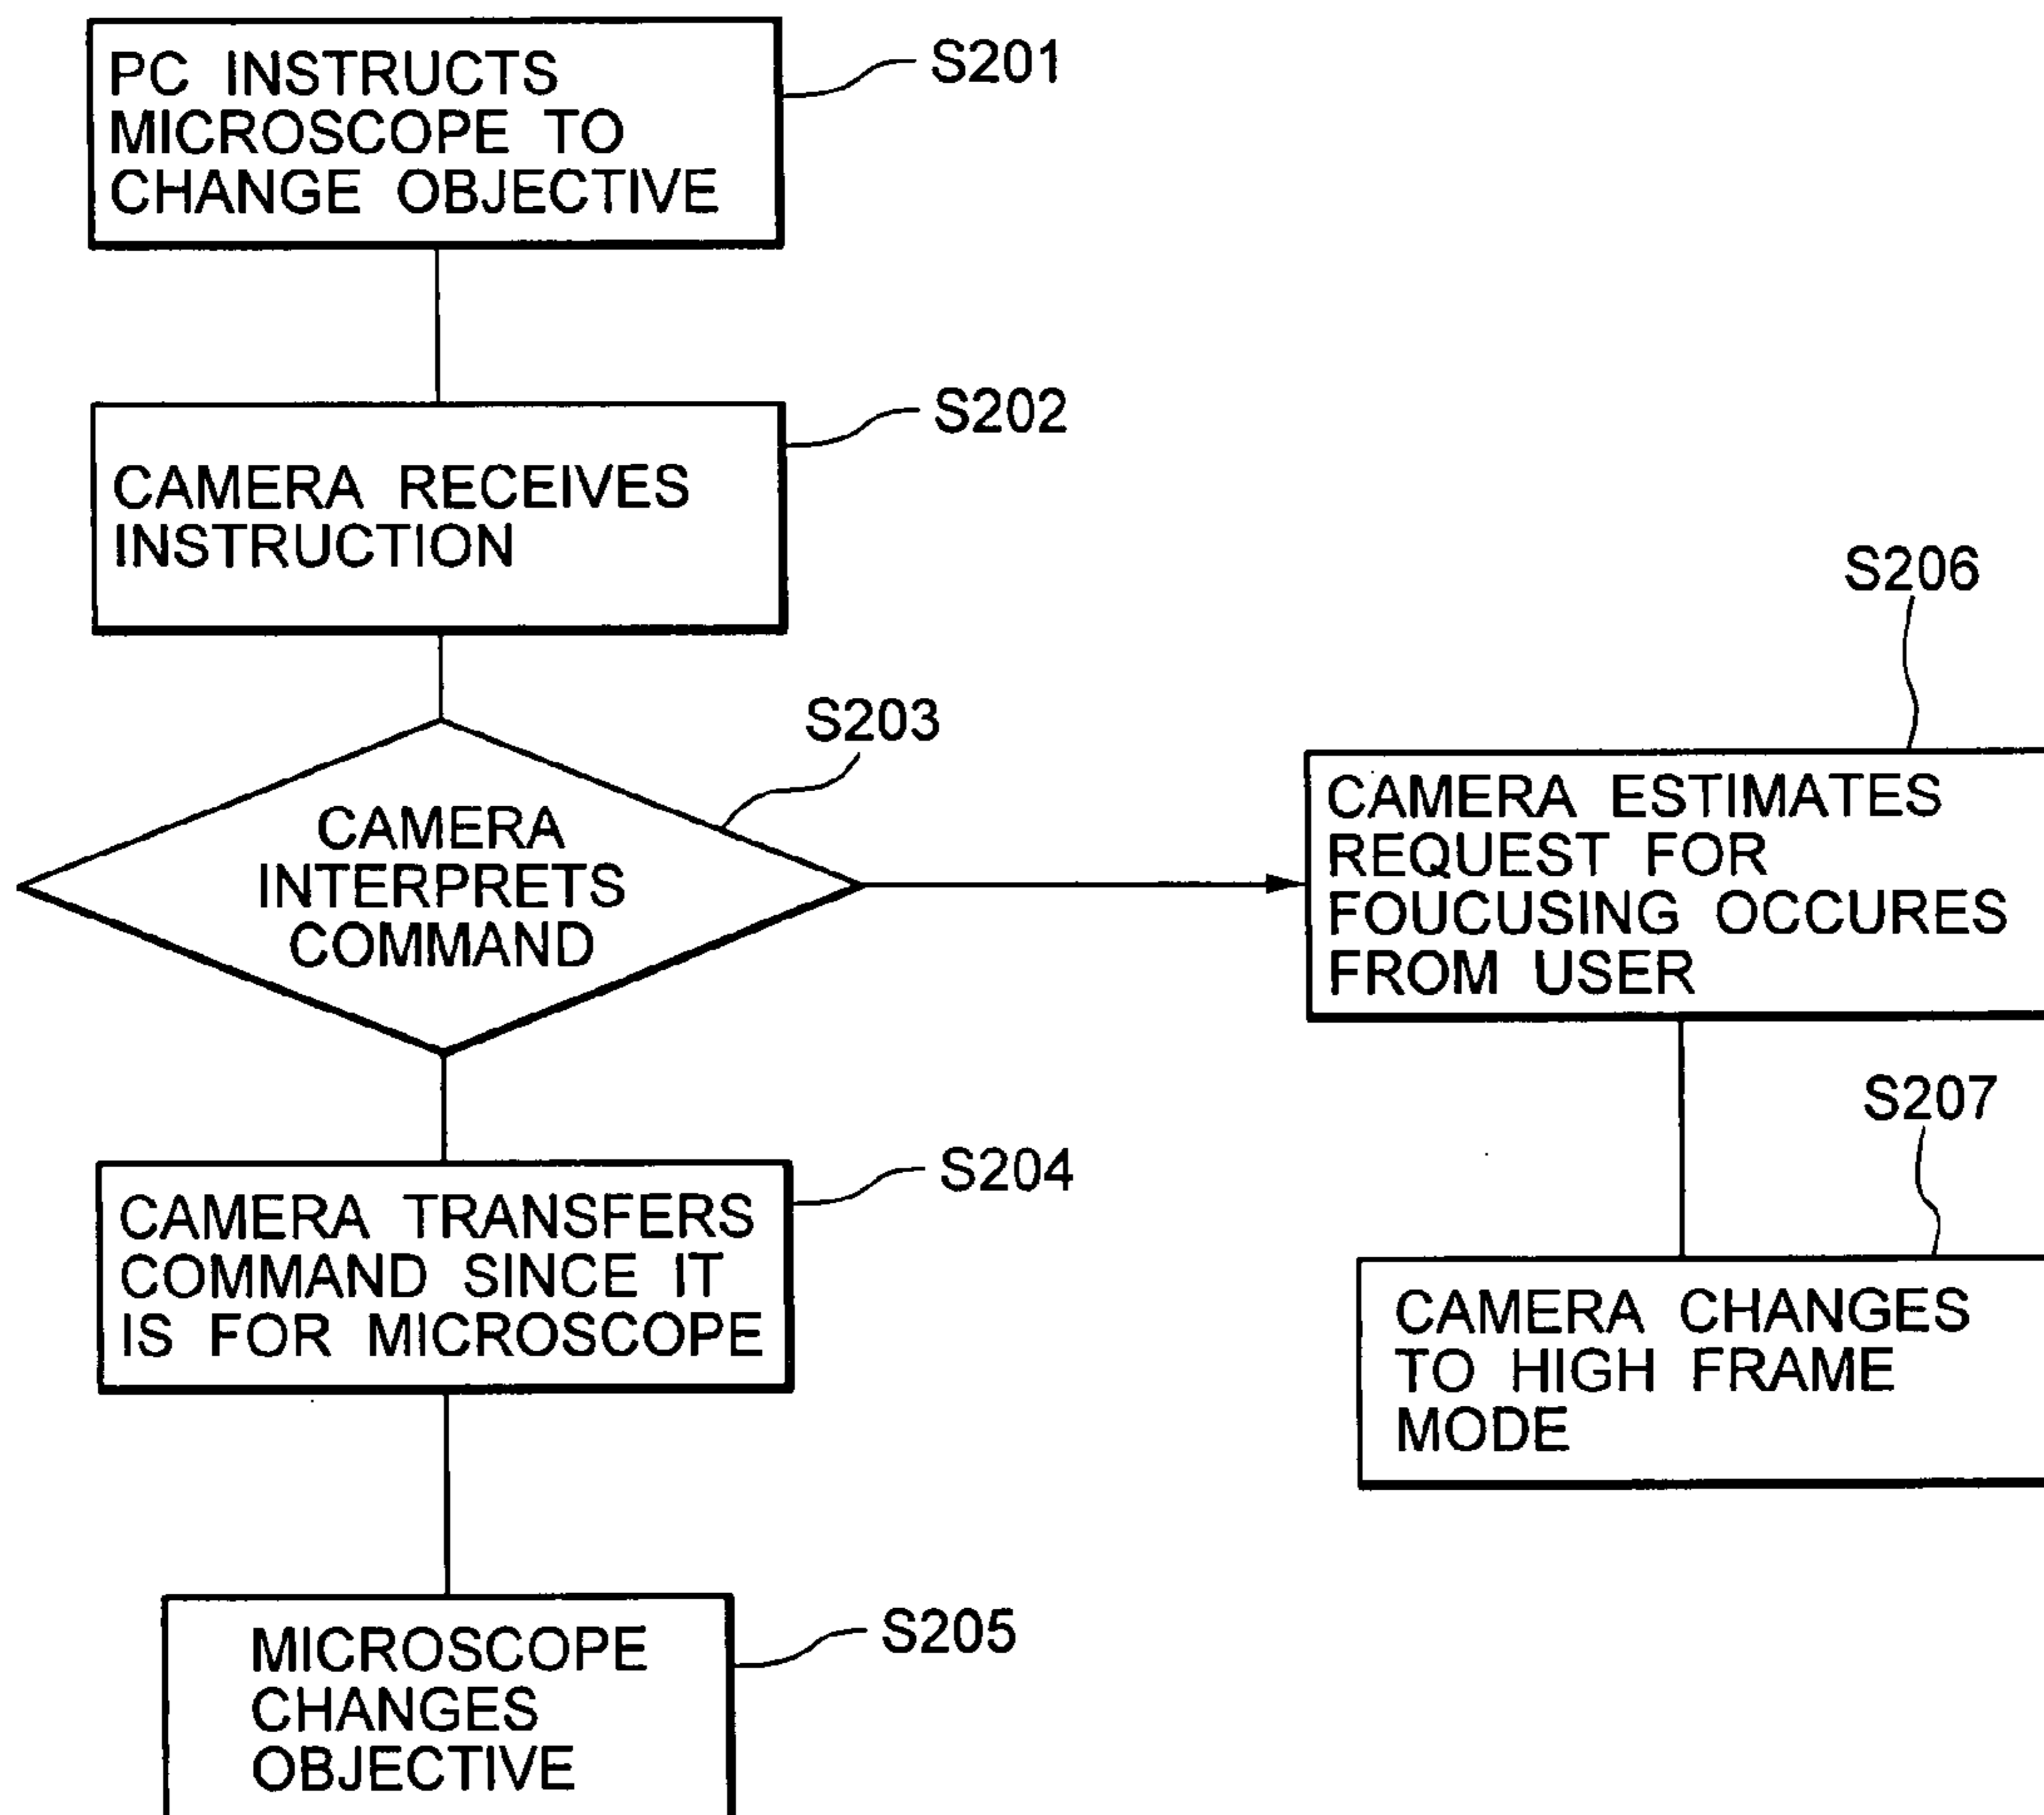 PC INSTRUCTS
MICROSCOPE TO
CHANGE OBJECTIVE
S201
CAMERA RECEIVES
INSTRUCTION
S202
CAMERA
INTERPRETS
COMMAND
S203
CAMERA TRANSFERS
COMMAND SINCE IT
IS FOR MICROSCOPE
S204
MICROSCOPE
CHANGES
OBJECTIVE
S205
S206
CAMERA ESTIMATES
REQUEST FOR
FOUCUSING OCCURES
FROM USER
S207
CAMERA CHANGES
TO HIGH FRAME
MODE